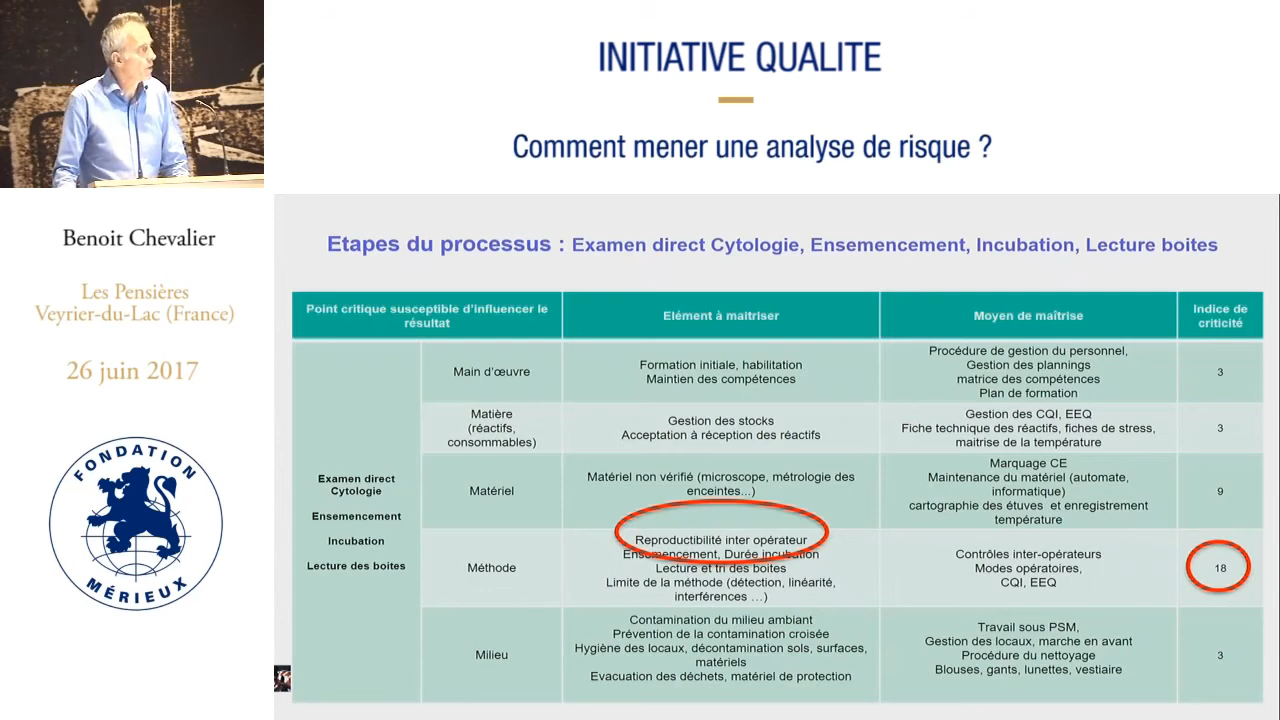 INITIATIVE QUALITE
Comment mener une analyse de risque ?
Benoit Chevalier
Les Pensières
Veyrier-du-Lac (France)
26 juin 2017
FONDATION
MÉRIEUX
Etapes du processus : Examen direct Cytologie, Ensemencement, Incubation, Lecture boites
Point critique susceptible d'influencer le
résultat
Elément à maitriser
Moyen de maîtrise
Indice de
criticité
Examen direct
Cytologie
Ensemencement
Incubation
Lecture des boites
Main d'œuvre
Formation initiale, habilitation
Maintien des compétences
Procédure de gestion du personnel,
Gestion des plannings
matrice des compétences
Plan de formation
3
Matière
(réactifs,
consommables)
Gestion des stocks
Acceptation à réception des réactifs
Gestion des CQI, EEQ
Fiche technique des réactifs, fiches de stress,
maitrise de la température
3
Matériel
Matériel non vérifié (microscope, métrologie des
enceintes...)
Marquage CE
Maintenance du matériel (automate,
informatique)
cartographie des étuves et enregistrement
température
9
Méthode
Reproductibilité inter opérateur
Ensemencement, Durée incubation
Lecture et tri des boites
Limite de la méthode (détection, linéarité,
interférences …)
Contrôles inter-opérateurs
Modes opératoires,
CQI, EEQ
18
Milieu
Contamination du milieu ambiant
Prévention de la contamination croisée
Hygiène des locaux, décontamination sols, surfaces,
matériels
Evacuation des déchets, matériel de protection
Travail sous PSM,
Gestion des locaux, marche en avant
Procédure du nettoyage
Blouses, gants, lunettes, vestiaire
3